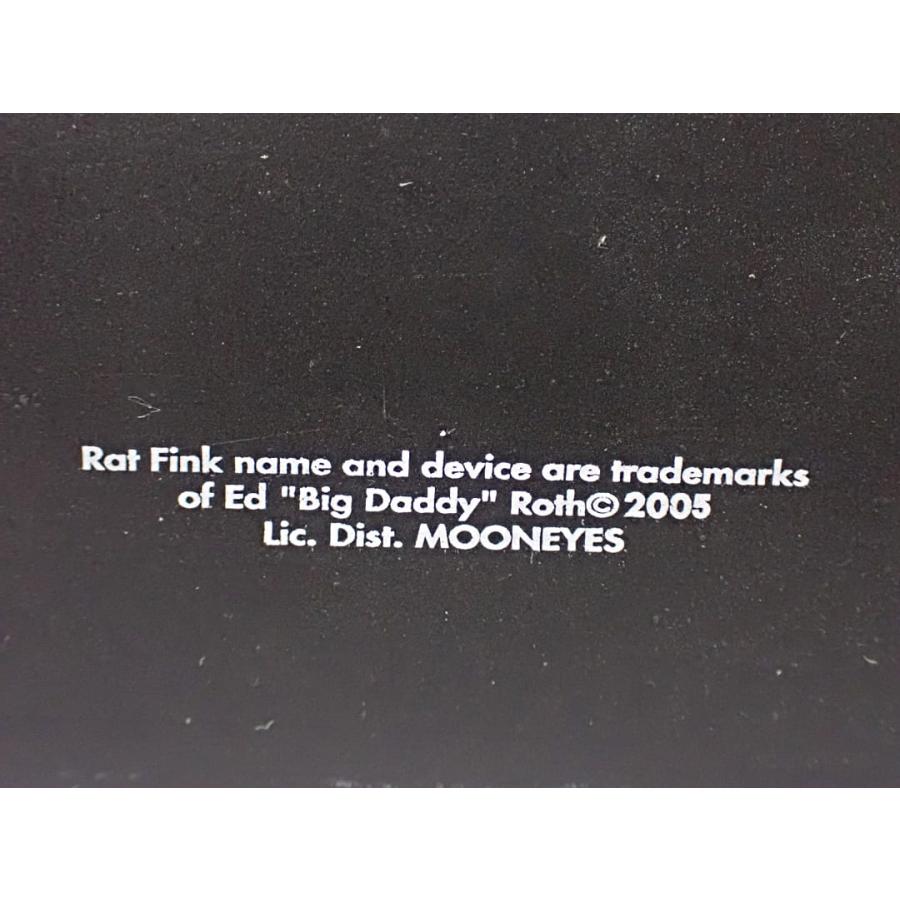 Rat Fink name and device are trademarks
of Ed "Big Daddy" Roth© 2005
Lic. Dist. MOONEYES